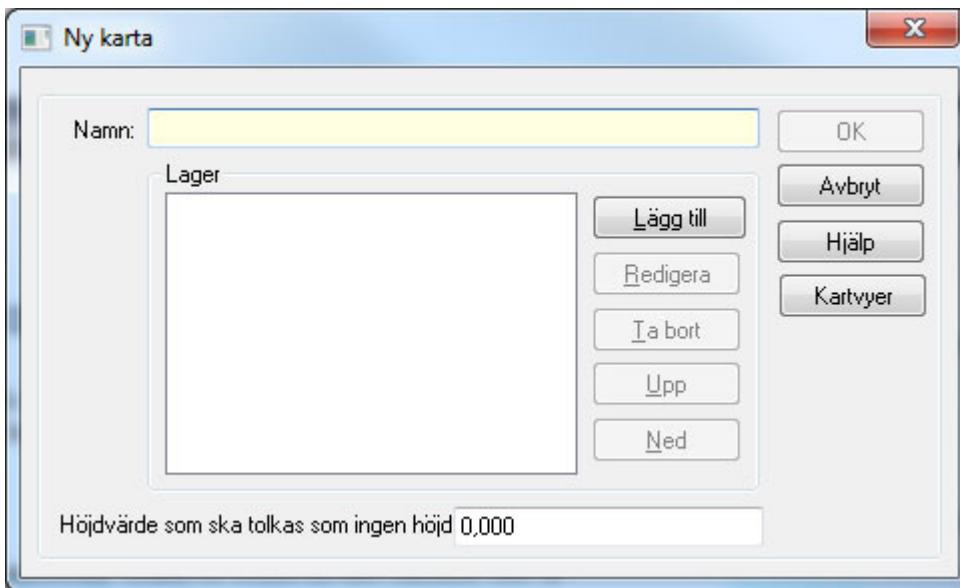 Ny karta
Namn:
OK
Lager
Avbryt
Lägg till
Hjälp
Redigera
Kartvyer
Ta bort
Upp
Ned
Höjdvärde som ska tolkas som ingen höjd 0,000